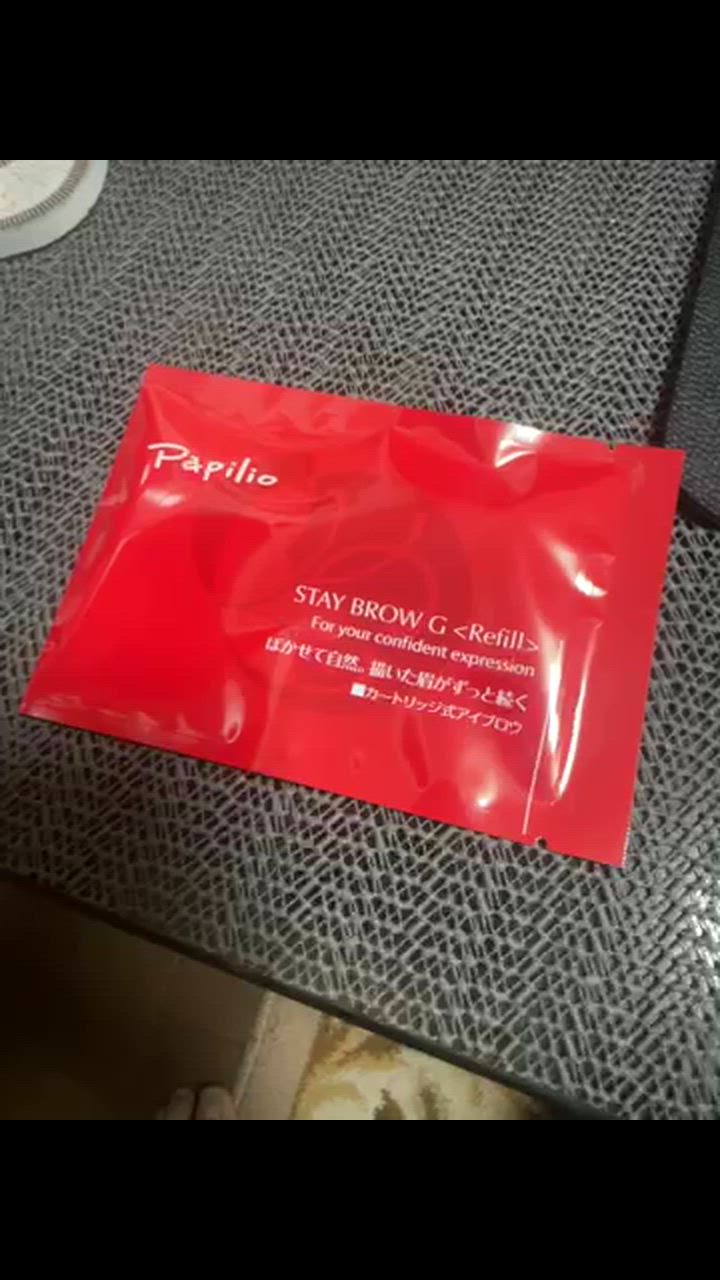 Papilio
STAY BROW G <Refill>
For your confident expression
ぼかせて自然。描いた眉がずっと続く
■カートリッジ式アイブロウ